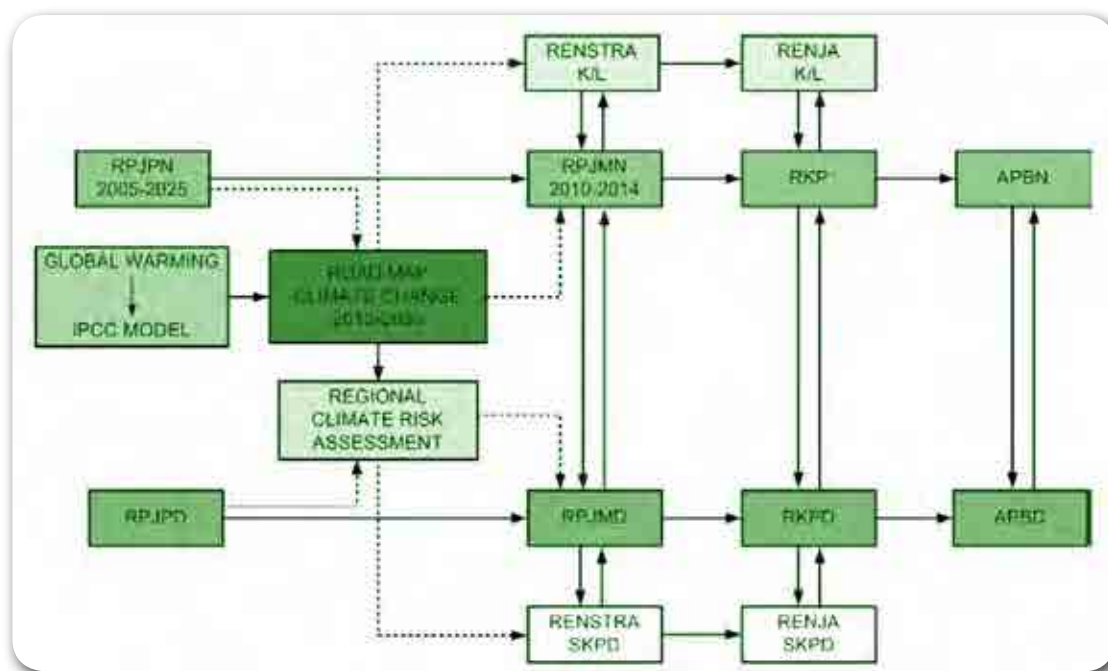 RENSTRA
K/L
RENJA
K/L
RPJPN
2005-2025
RPJMN
2010-2014
RKP
APBN
GLOBAL WARMING
IPCC MODEL
ROAD MAP
CLIMATE CHANGE
REGIONAL
CLIMATE RISK
ASSESSMENT
RPJPD
RPJMD
RKPD
APBD
RENSTRA
SKPD
RENJA
SKPD